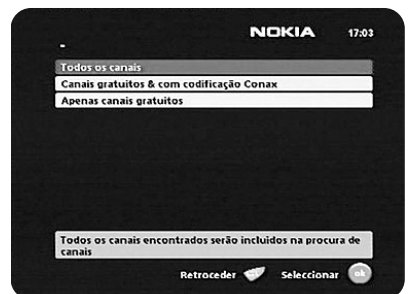 NOKIA 17:03
Todos os canais
Canais gratuitos & com codificação Conax
Apenas canais gratuitos
Todos os canais encontrados serão incluidos na procura de
canais
Retroceder Seleccionar ok